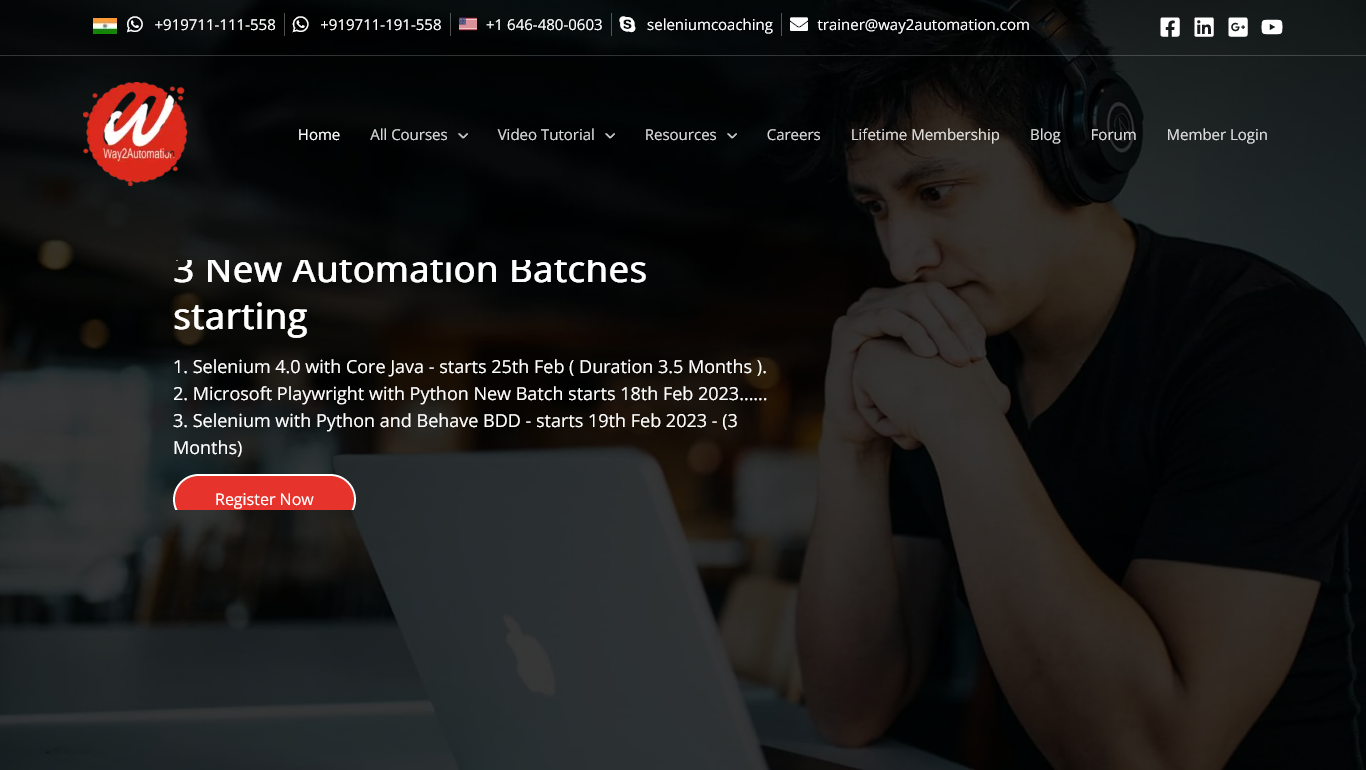 +919711-111-558 +919711-191-558 +1 646-480-0603 seleniumcoaching trainer@way2automation.com
Way2Automation
Home All Courses Video Tutorial Resources Careers Lifetime Membership Blog Forum Member Login
3 New Automation Batches
starting
1. Selenium 4.0 with Core Java - starts 25th Feb ( Duration 3.5 Months ).
2. Microsoft Playwright with Python New Batch starts 18th Feb 2023......
3. Selenium with Python and Behave BDD - starts 19th Feb 2023 - (3
Months)
Register Now